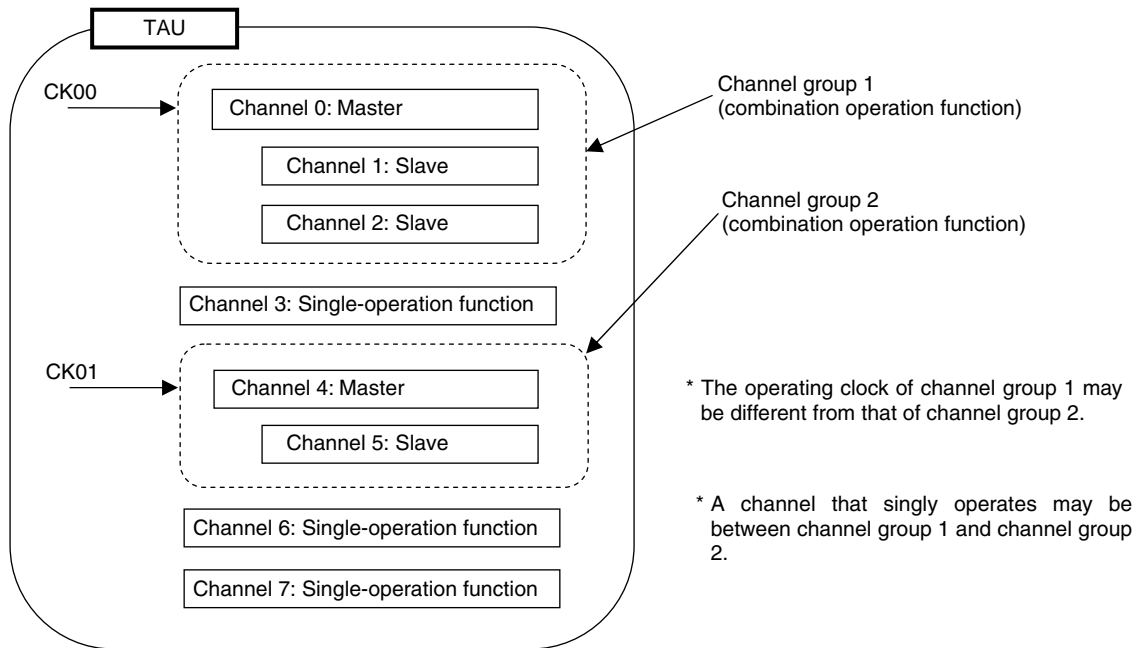 TAU
CK00
Channel 0: Master
Channel 1: Slave
Channel 2: Slave
Channel group 1
(combination operation function)
Channel group 2
(combination operation function)
Channel 3: Single-operation function
CK01
Channel 4: Master
Channel 5: Slave
* The operating clock of channel group 1 may
be different from that of channel group 2.
* A channel that singly operates may be
between channel group 1 and channel group
2.
Channel 6: Single-operation function
Channel 7: Single-operation function